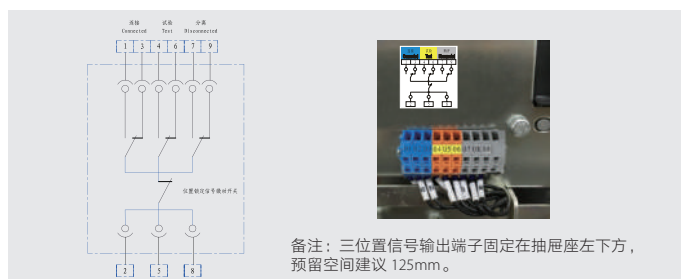 连接 试验 分离
Connected Test Disconnected
1 3 4 6 7 9
位置锁定信号微动开关
2 5 8
备注：三位置信号输出端子固定在抽屉座左下方，
预留空间建议 125mm。